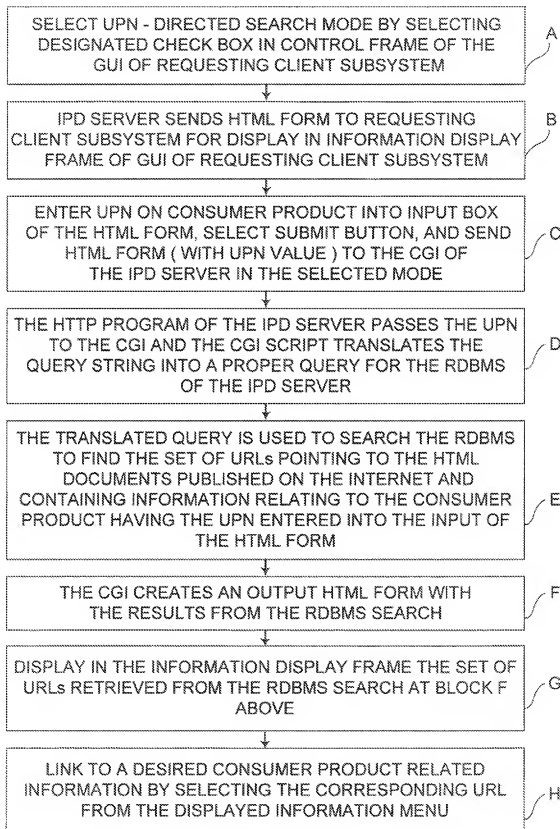 SELECT UPN - DIRECTED SEARCH MODE BY SELECTING
DESIGNATED CHECK BOX IN CONTROL FRAME OF THE
GUI OF REQUESTING CLIENT SUBSYSTEM
A
IPD SERVER SENDS HTML FORM TO REQUESTING
CLIENT SUBSYSTEM FOR DISPLAY IN INFORMATION DISPLAY
FRAME OF GUI OF REQUESTING CLIENT SUBSYSTEM
B
ENTER UPN ON CONSUMER PRODUCT INTO INPUT BOX
OF THE HTML FORM, SELECT SUBMIT BUTTON, AND SEND
HTML FORM ( WITH UPN VALUE ) TO THE CGI OF
THE IPD SERVER IN THE SELECTED MODE
C
THE HTTP PROGRAM OF THE IPD SERVER PASSES THE UPN
TO THE CGI AND THE CGI SCRIPT TRANSLATES THE
QUERY STRING INTO A PROPER QUERY FOR THE RDBMS
OF THE IPD SERVER
D
THE TRANSLATED QUERY IS USED TO SEARCH THE RDBMS
TO FIND THE SET OF URLs POINTING TO THE HTML
DOCUMENTS PUBLISHED ON THE INTERNET AND
CONTAINING INFORMATION RELATING TO THE CONSUMER
PRODUCT HAVING THE UPN ENTERED INTO THE INPUT OF
THE HTML FORM
E
THE CGI CREATES AN OUTPUT HTML FORM WITH
THE RESULTS FROM THE RDBMS SEARCH
F
DISPLAY IN THE INFORMATION DISPLAY FRAME THE SET OF
URLs RETRIEVED FROM THE RDBMS SEARCH AT BLOCK F
ABOVE
G
LINK TO A DESIRED CONSUMER PRODUCT RELATED
INFORMATION BY SELECTING THE CORRESPONDING URL
FROM THE DISPLAYED INFORMATION MENU
H